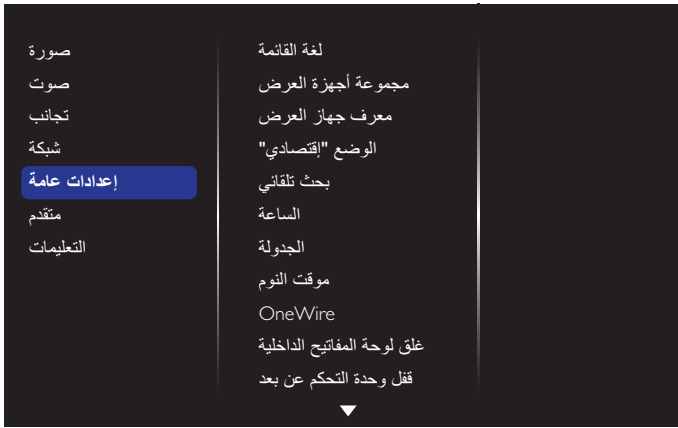 صورة
صوت
تجانب
شبكة
إعدادات عامة
متقدم
التعليمات
لغة القائمة
مجموعة أجهزة العرض
معرف جهاز العرض
الوضع "إقتصادي"
بحث تلقائي
الساعة
الجدولة
موقت النوم
OneWire
غلق لوحة المفاتيح الداخلية
قفل وحدة التحكم عن بعد